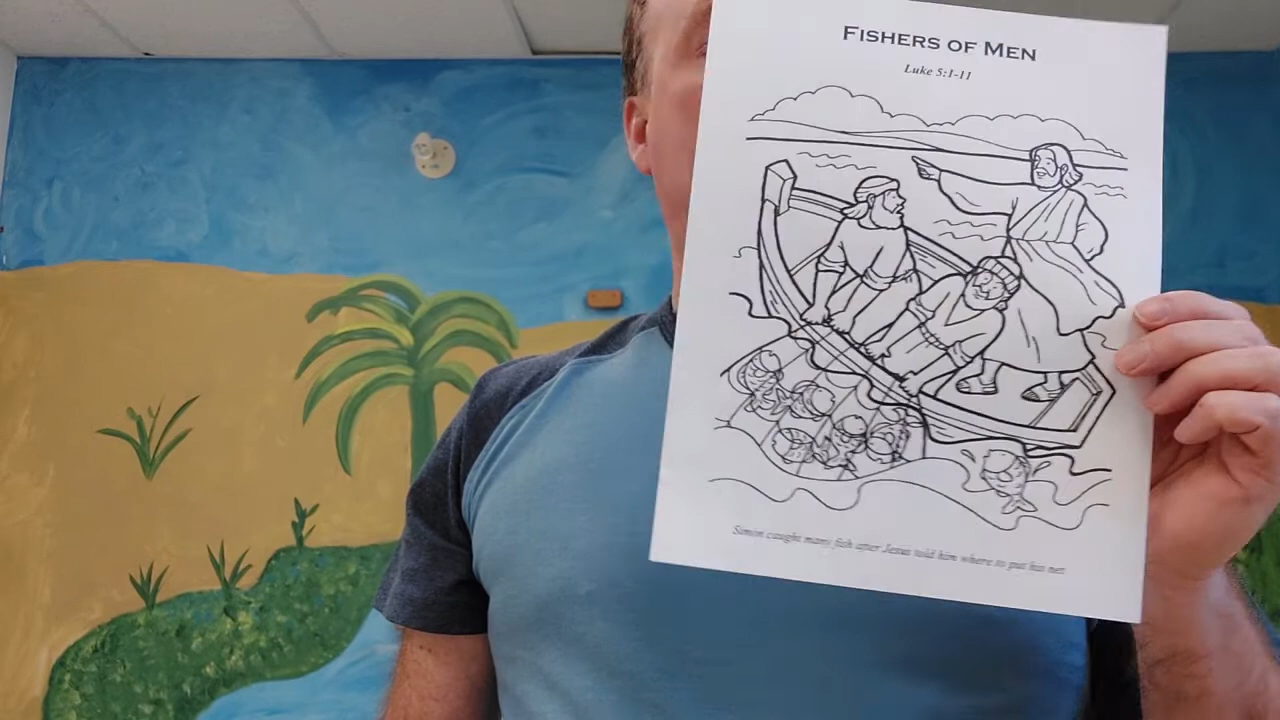 FISHERS OF MEN
Luke 5:1-11
Simon caught many fish after Jesus told him where to put his net